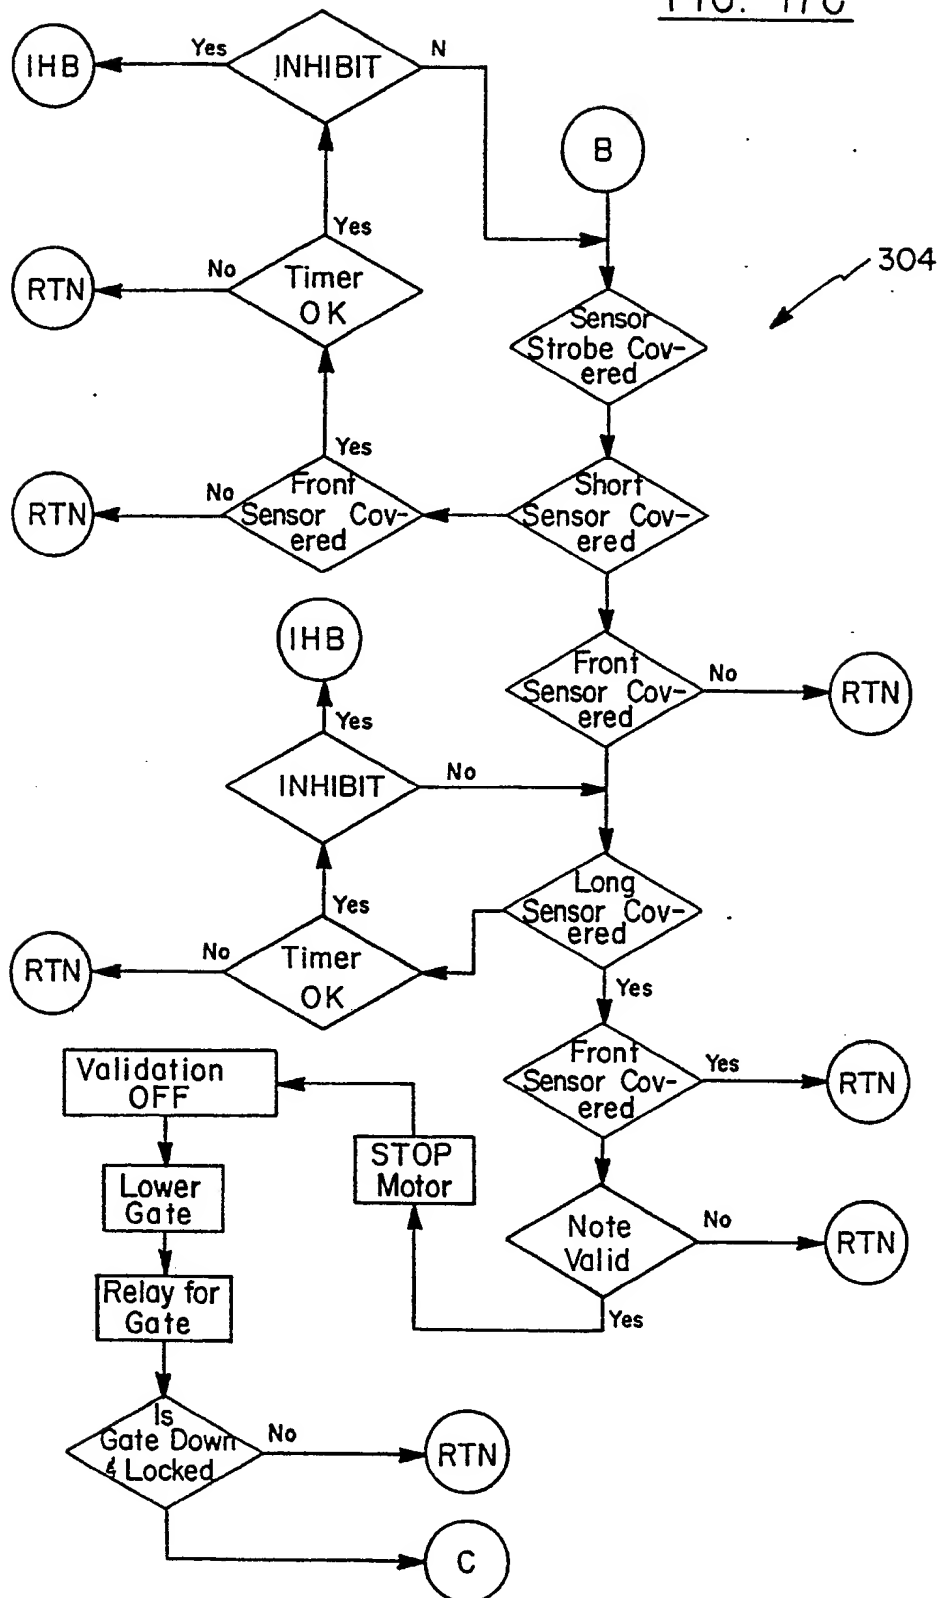 FIG. 17C
IHB
Yes
INHIBIT
N
B
Yes
RTN
No
Timer
OK
304
Sensor
Strobe Cov-
ered
Yes
RTN
No
Front
Sensor Cov-
ered
Short
Sensor Cov-
ered
IHB
Yes
Front
Sensor Cov-
ered
No
RTN
INHIBIT
No
Yes
Long
Sensor Cov-
ered
RTN
No
Timer
OK
Yes
Validation
OFF
Front
Sensor Cov-
ered
Yes
RTN
STOP
Motor
Lower
Gate
Note
Valid
No
RTN
Yes
Relay for
Gate
Is
Gate Down
& Locked
No
RTN
C